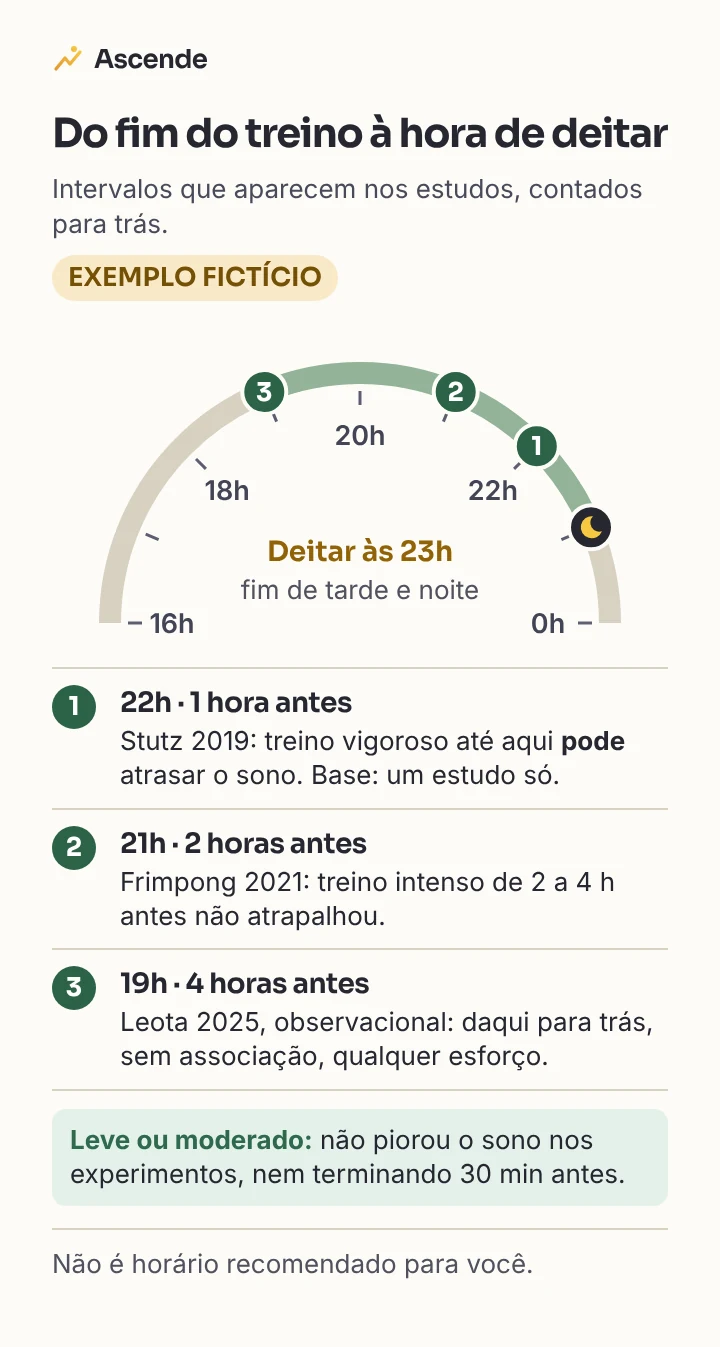 Ascende
Do fim do treino à hora de deitar
Intervalos que aparecem nos estudos, contados
para trás.
EXEMPLO FICTÍCIO
3
2
1
20h
18h
22h
Deitar às 23h
fim de tarde e noite
16h
0h
1
22h · 1 hora antes
Stutz 2019: treino vigoroso até aqui pode
atrasar o sono. Base: um estudo só.
2
21h · 2 horas antes
Frimpong 2021: treino intenso de 2 a 4 h
antes não atrapalhou.
3
19h · 4 horas antes
Leota 2025, observacional: daqui para trás,
sem associação, qualquer esforço.
Leve ou moderado: não piorou o sono nos
experimentos, nem terminando 30 min antes.
Não é horário recomendado para você.